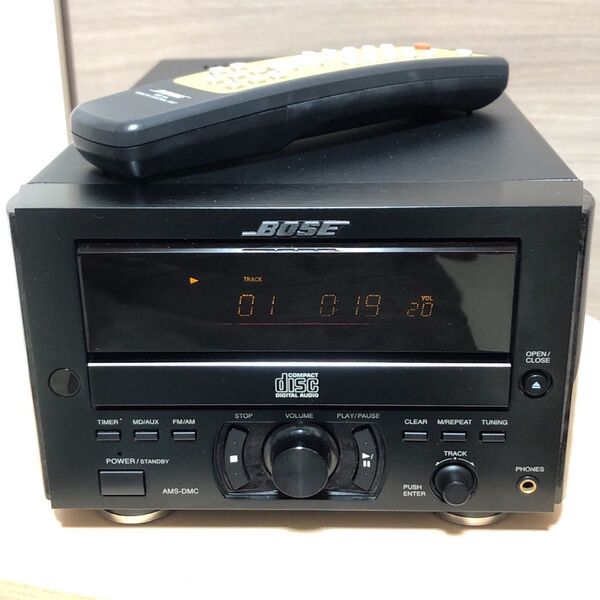 BOSE
BOSE
TRACK
01 0:19
VOL
20
COMPACT
disc
DIGITAL AUDIO
OPEN/
CLOSE
TIMER MD/AUX FM/AM
STOP VOLUME PLAY/PAUSE
CLEAR M/REPEAT TUNING
POWER/STANDBY
TRACK
PHONES
AMS-DMC
PUSH
ENTER